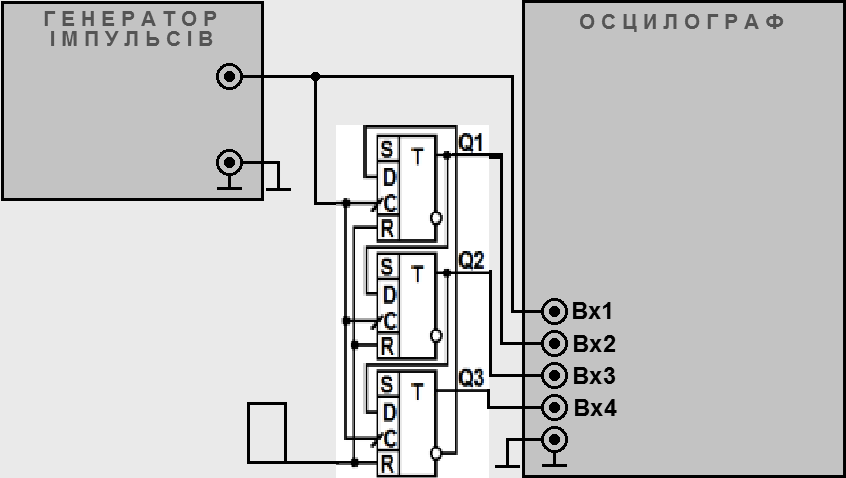 ГЕНЕРАТОР
ІМПУЛЬСІВ
ОСЦИЛОГРАФ
S
T
Q1
D
C
R
S
T
Q2
D
C
R
S
T
Q3
D
C
R
Вх1
Вх2
Вх3
Вх4